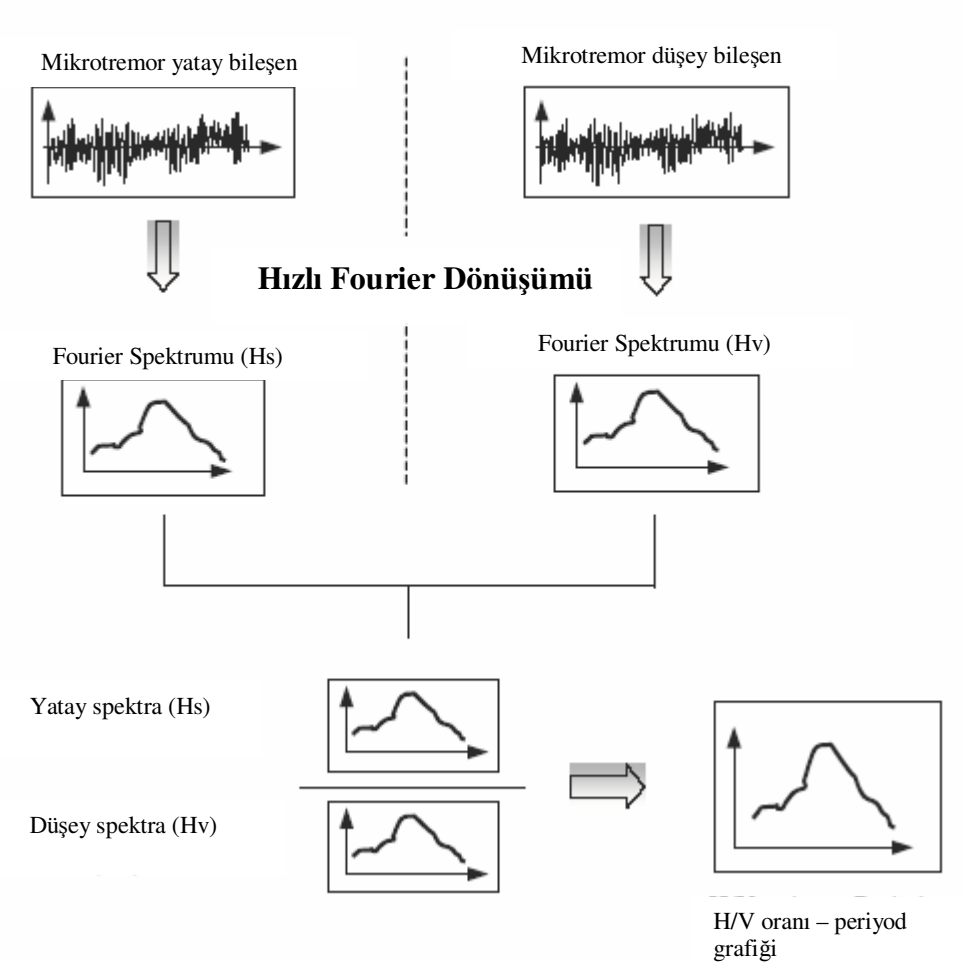 Mikrotremor yatay bileşen
Mikrotremor düşey bileşen
Hızlı Fourier Dönüşümü
Fourier Spektrumu (Hs)
Fourier Spektrumu (Hv)
Yatay spektra (Hs)
Düşey spektra (Hv)
H/V oranı – periyod
grafiği